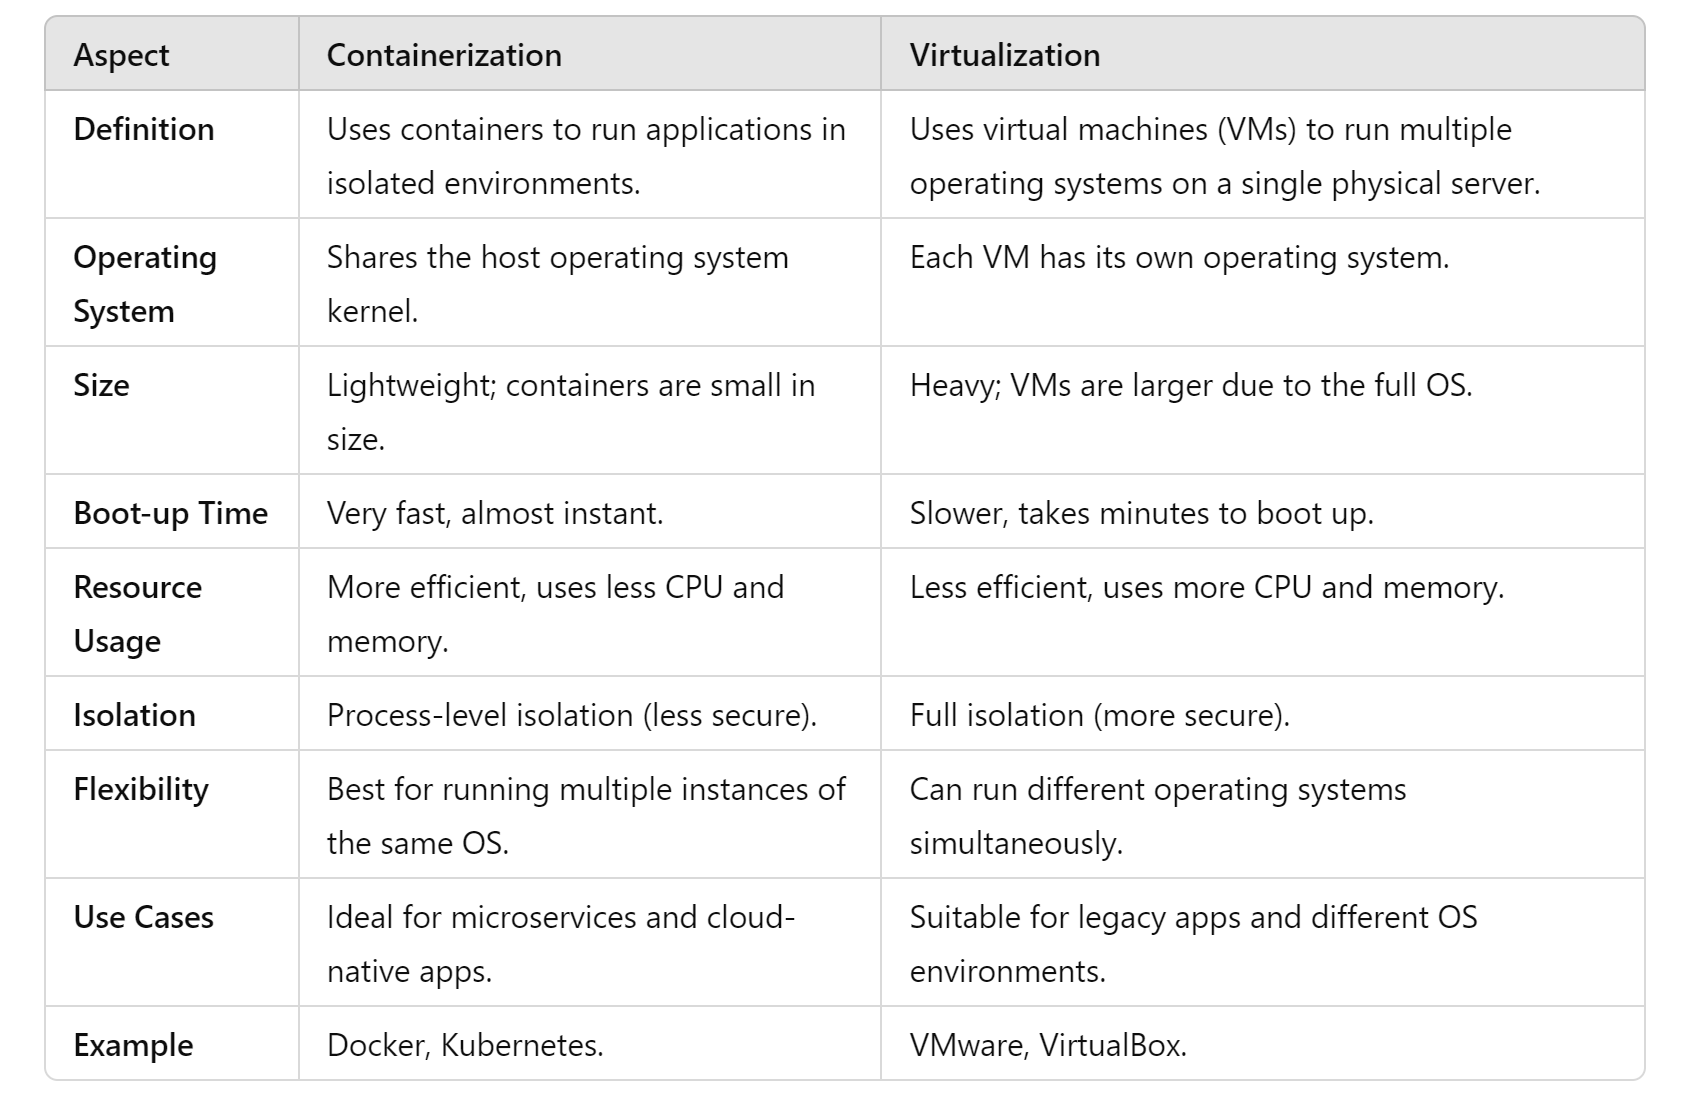 Aspect
Containerization
Virtualization
Definition
Uses containers to run applications in
isolated environments.
Uses virtual machines (VMs) to run multiple
operating systems on a single physical server.
Operating
System
Shares the host operating system
kernel.
Each VM has its own operating system.
Size
Lightweight; containers are small in
size.
Heavy; VMs are larger due to the full OS.
Boot-up Time
Very fast, almost instant.
Slower, takes minutes to boot up.
Resource
Usage
More efficient, uses less CPU and
memory.
Less efficient, uses more CPU and memory.
Isolation
Process-level isolation (less secure).
Full isolation (more secure).
Flexibility
Best for running multiple instances of
the same OS.
Can run different operating systems
simultaneously.
Use Cases
Ideal for microservices and cloud-
native apps.
Suitable for legacy apps and different OS
environments.
Example
Docker, Kubernetes.
VMware, VirtualBox.